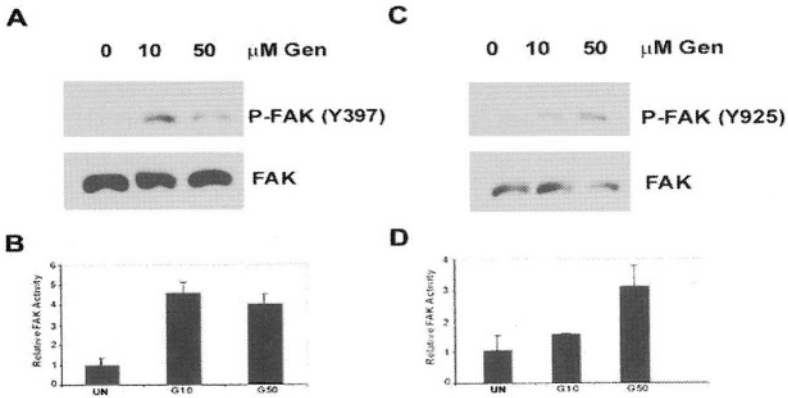 A
0 10 50 μM Gen
P-FAK (Y397)
FAK
B
Relative FAK Activity
6
5
4
3
2
1
0
UN G10 G50
C
0 10 50 μM Gen
P-FAK (Y925)
FAK
D
Relative FAK Activity
4
3
2
1
0
UN G10 G50